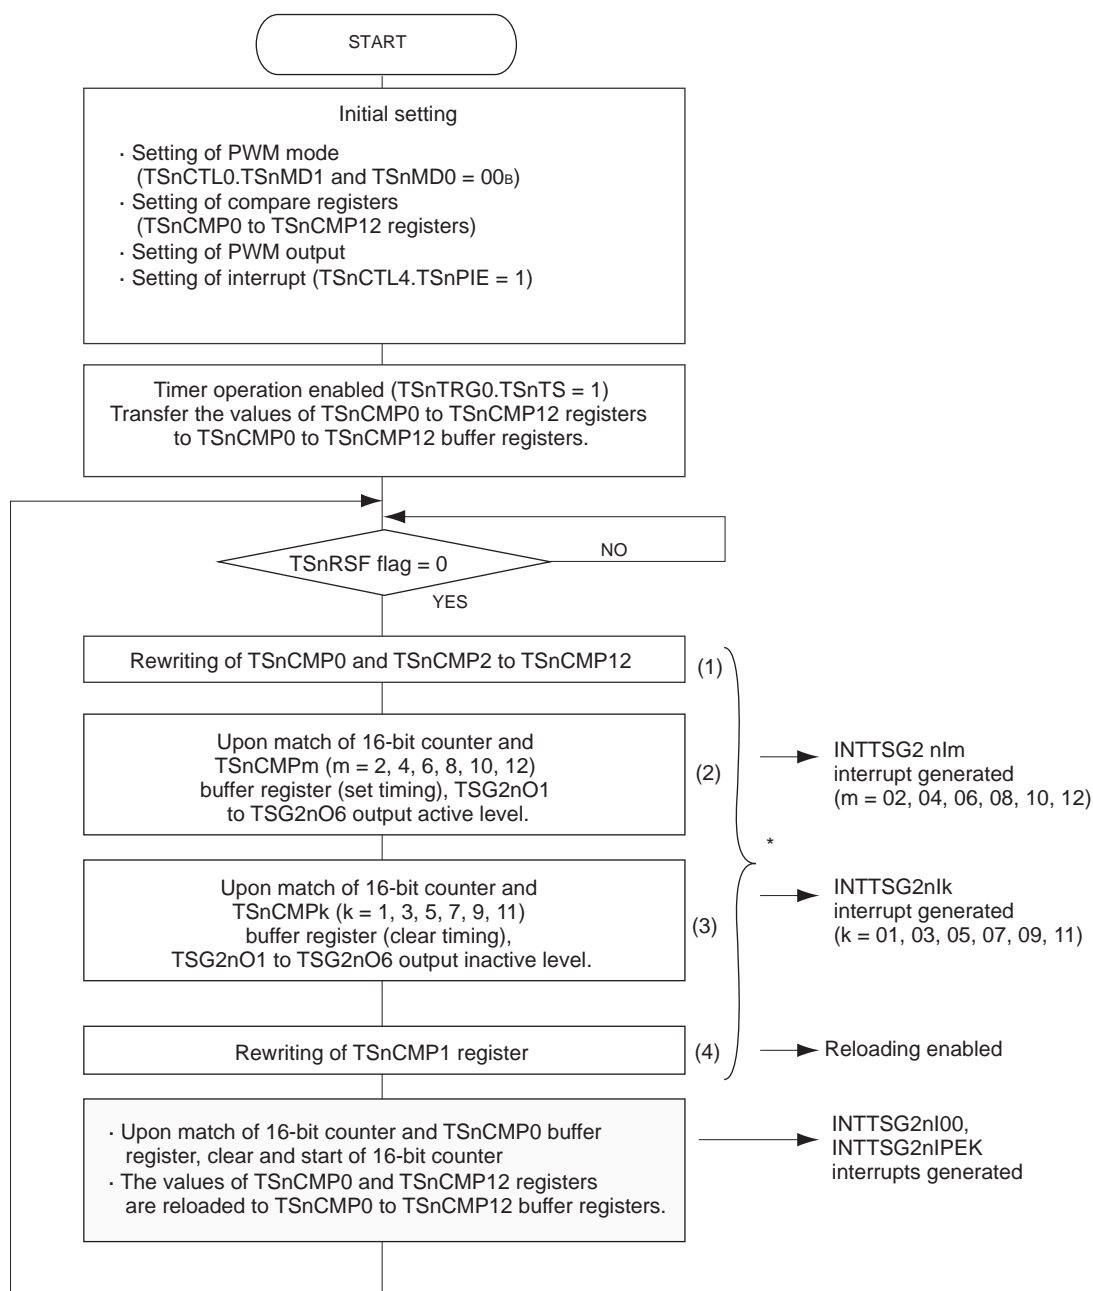 START
Initial setting
· Setting of PWM mode
(TSnCTL0.TSnMD1 and TSnMD0 = 00B)
· Setting of compare registers
(TSnCMP0 to TSnCMP12 registers)
· Setting of PWM output
· Setting of interrupt (TSnCTL4.TSnPIE = 1)
Timer operation enabled (TSnTRG0.TSnTS = 1)
Transfer the values of TSnCMP0 to TSnCMP12 registers
to TSnCMP0 to TSnCMP12 buffer registers.
TSnRSF flag = 0
NO
YES
Rewriting of TSnCMP0 and TSnCMP2 to TSnCMP12
(1)
Upon match of 16-bit counter and
TSnCMPm (m = 2, 4, 6, 8, 10, 12)
buffer register (set timing), TSG2nO1
to TSG2nO6 output active level.
(2)
INTTSG2 nIm
interrupt generated
(m = 02, 04, 06, 08, 10, 12)
*
Upon match of 16-bit counter and
TSnCMPk (k = 1, 3, 5, 7, 9, 11)
buffer register (clear timing),
TSG2nO1 to TSG2nO6 output inactive level.
(3)
INTTSG2nIk
interrupt generated
(k = 01, 03, 05, 07, 09, 11)
Rewriting of TSnCMP1 register
(4)
Reloading enabled
· Upon match of 16-bit counter and TSnCMP0 buffer
register, clear and start of 16-bit counter
· The values of TSnCMP0 and TSnCMP12 registers
are reloaded to TSnCMP0 to TSnCMP12 buffer registers.
INTTSG2nI00,
INTTSG2nIPEK
interrupts generated